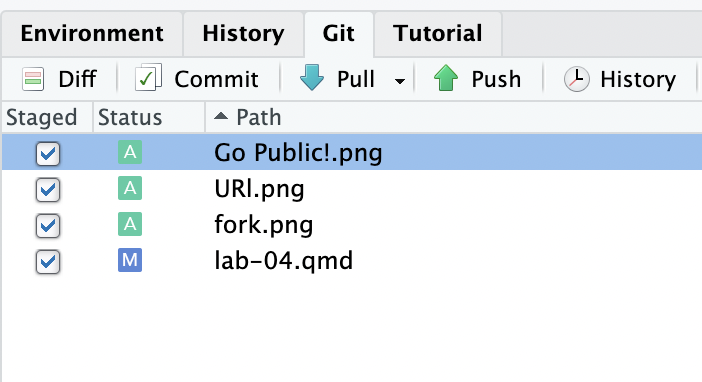 Environment History Git Tutorial
Diff Commit Pull Push History
Staged Status Path
A Go Public!.png
A URl.png
A fork.png
M lab-04.qmd